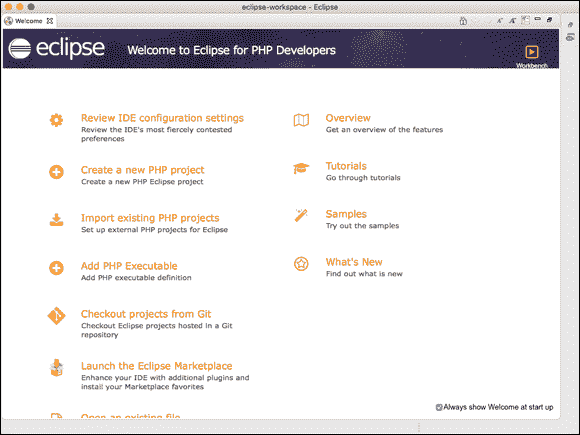 eclipse-workspace - Eclipse
Welcome
eclipse
Welcome to Eclipse for PHP Developers
Workbench
Review IDE configuration settings
Review the IDE's most fiercely contested
preferences
Create a new PHP project
Create a new PHP Eclipse project
Import existing PHP projects
Set up external PHP projects for Eclipse
Add PHP Executable
Add PHP executable definition
Checkout projects from Git
Checkout Eclipse projects hosted in a Git
repository
Launch the Eclipse Marketplace
Enhance your IDE with additional plugins and
install your Marketplace favorites
Open an existing file
Overview
Get an overview of the features
Tutorials
Go through tutorials
Samples
Try out the samples
What's New
Find out what is new
Always show Welcome at start up